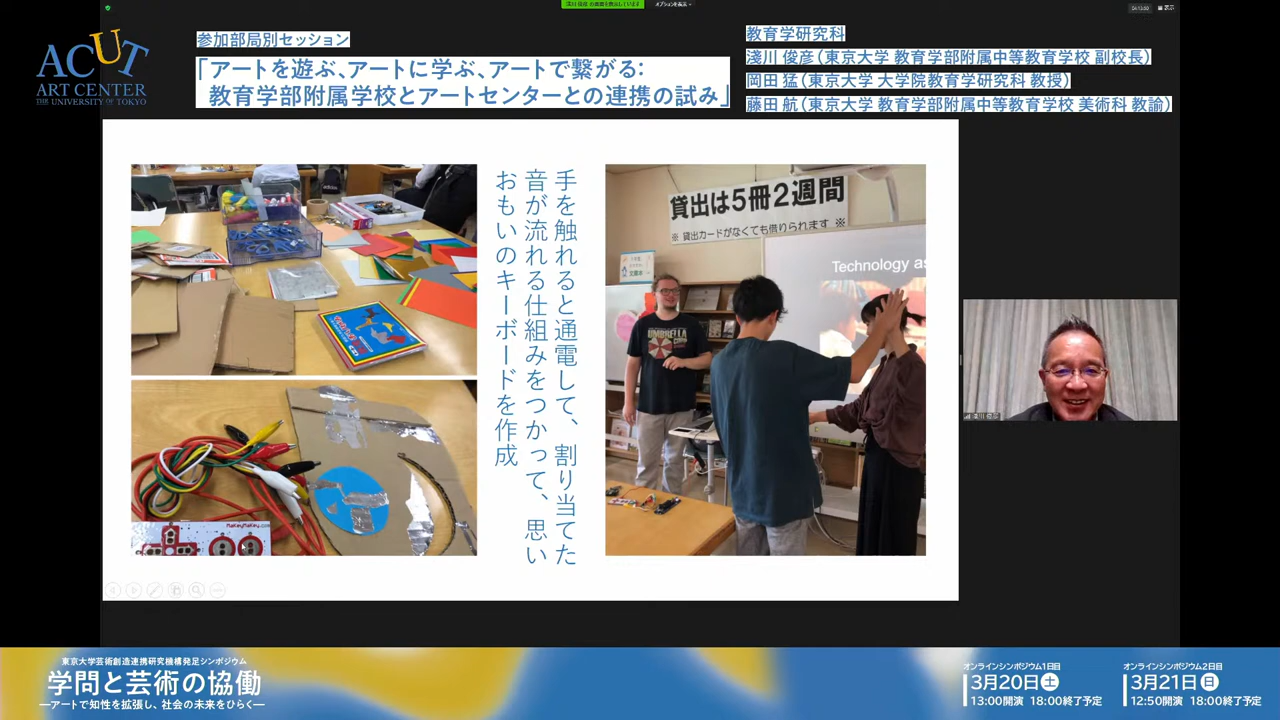 オプションを表示
表示
ACUT
ART CENTER
THE UNIVERSITY OF TOKYO
参加部局別セッション
「アートを遊ぶ、アートに学ぶ、アートで繋がる:
教育学部附属学校とアートセンターとの連携の試み」
教育学研究科
淺川 俊彦(東京大学 教育学部附属中等教育学校 副校長)
岡田 猛(東京大学 大学院教育学研究科 教授)
藤田 航(東京大学 教育学部附属中等教育学校 美術科 教諭)
手を触れると通電して、割り当てた
音が流れる仕組みをつかって、思い
おもいのキーボードを作成
貸出は5冊2週間
※ 貸出カードがなくても借りられます ※
Technology as
UMBRELLA
MaKeyMaKey.com
東京大学芸術創造連携研究機構発足シンポジウム
学問と芸術の協働
―アートで知性を拡張し、社会の未来をひらく―
オンラインシンポジウム1日目
3月20日土
13:00開演 18:00終了予定
オンラインシンポジウム2日目
3月21日日
12:50開演 18:00終了予定